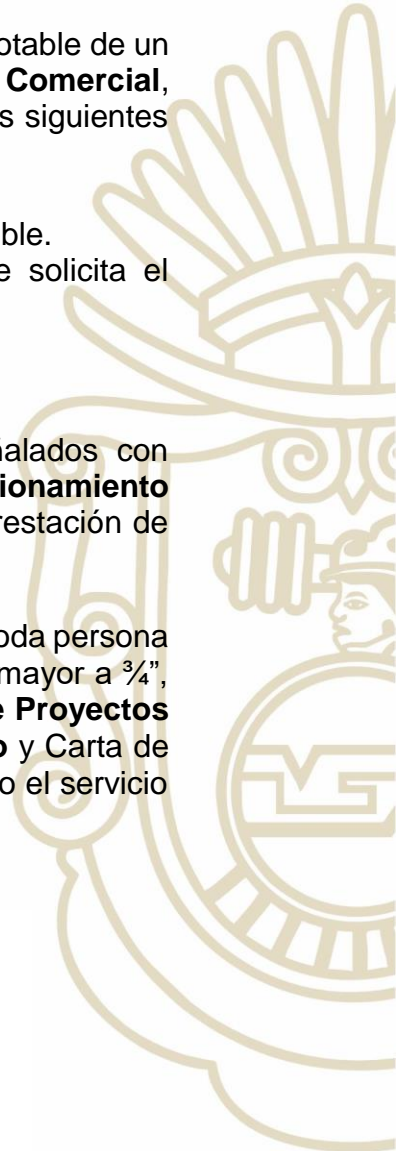 otable de un
Comercial,
s siguientes
ble.
e solicita el
ñalados con
ionamiento
restación de
oda persona
mayor a ¾”,
e Proyectos
o y Carta de
o el servicio